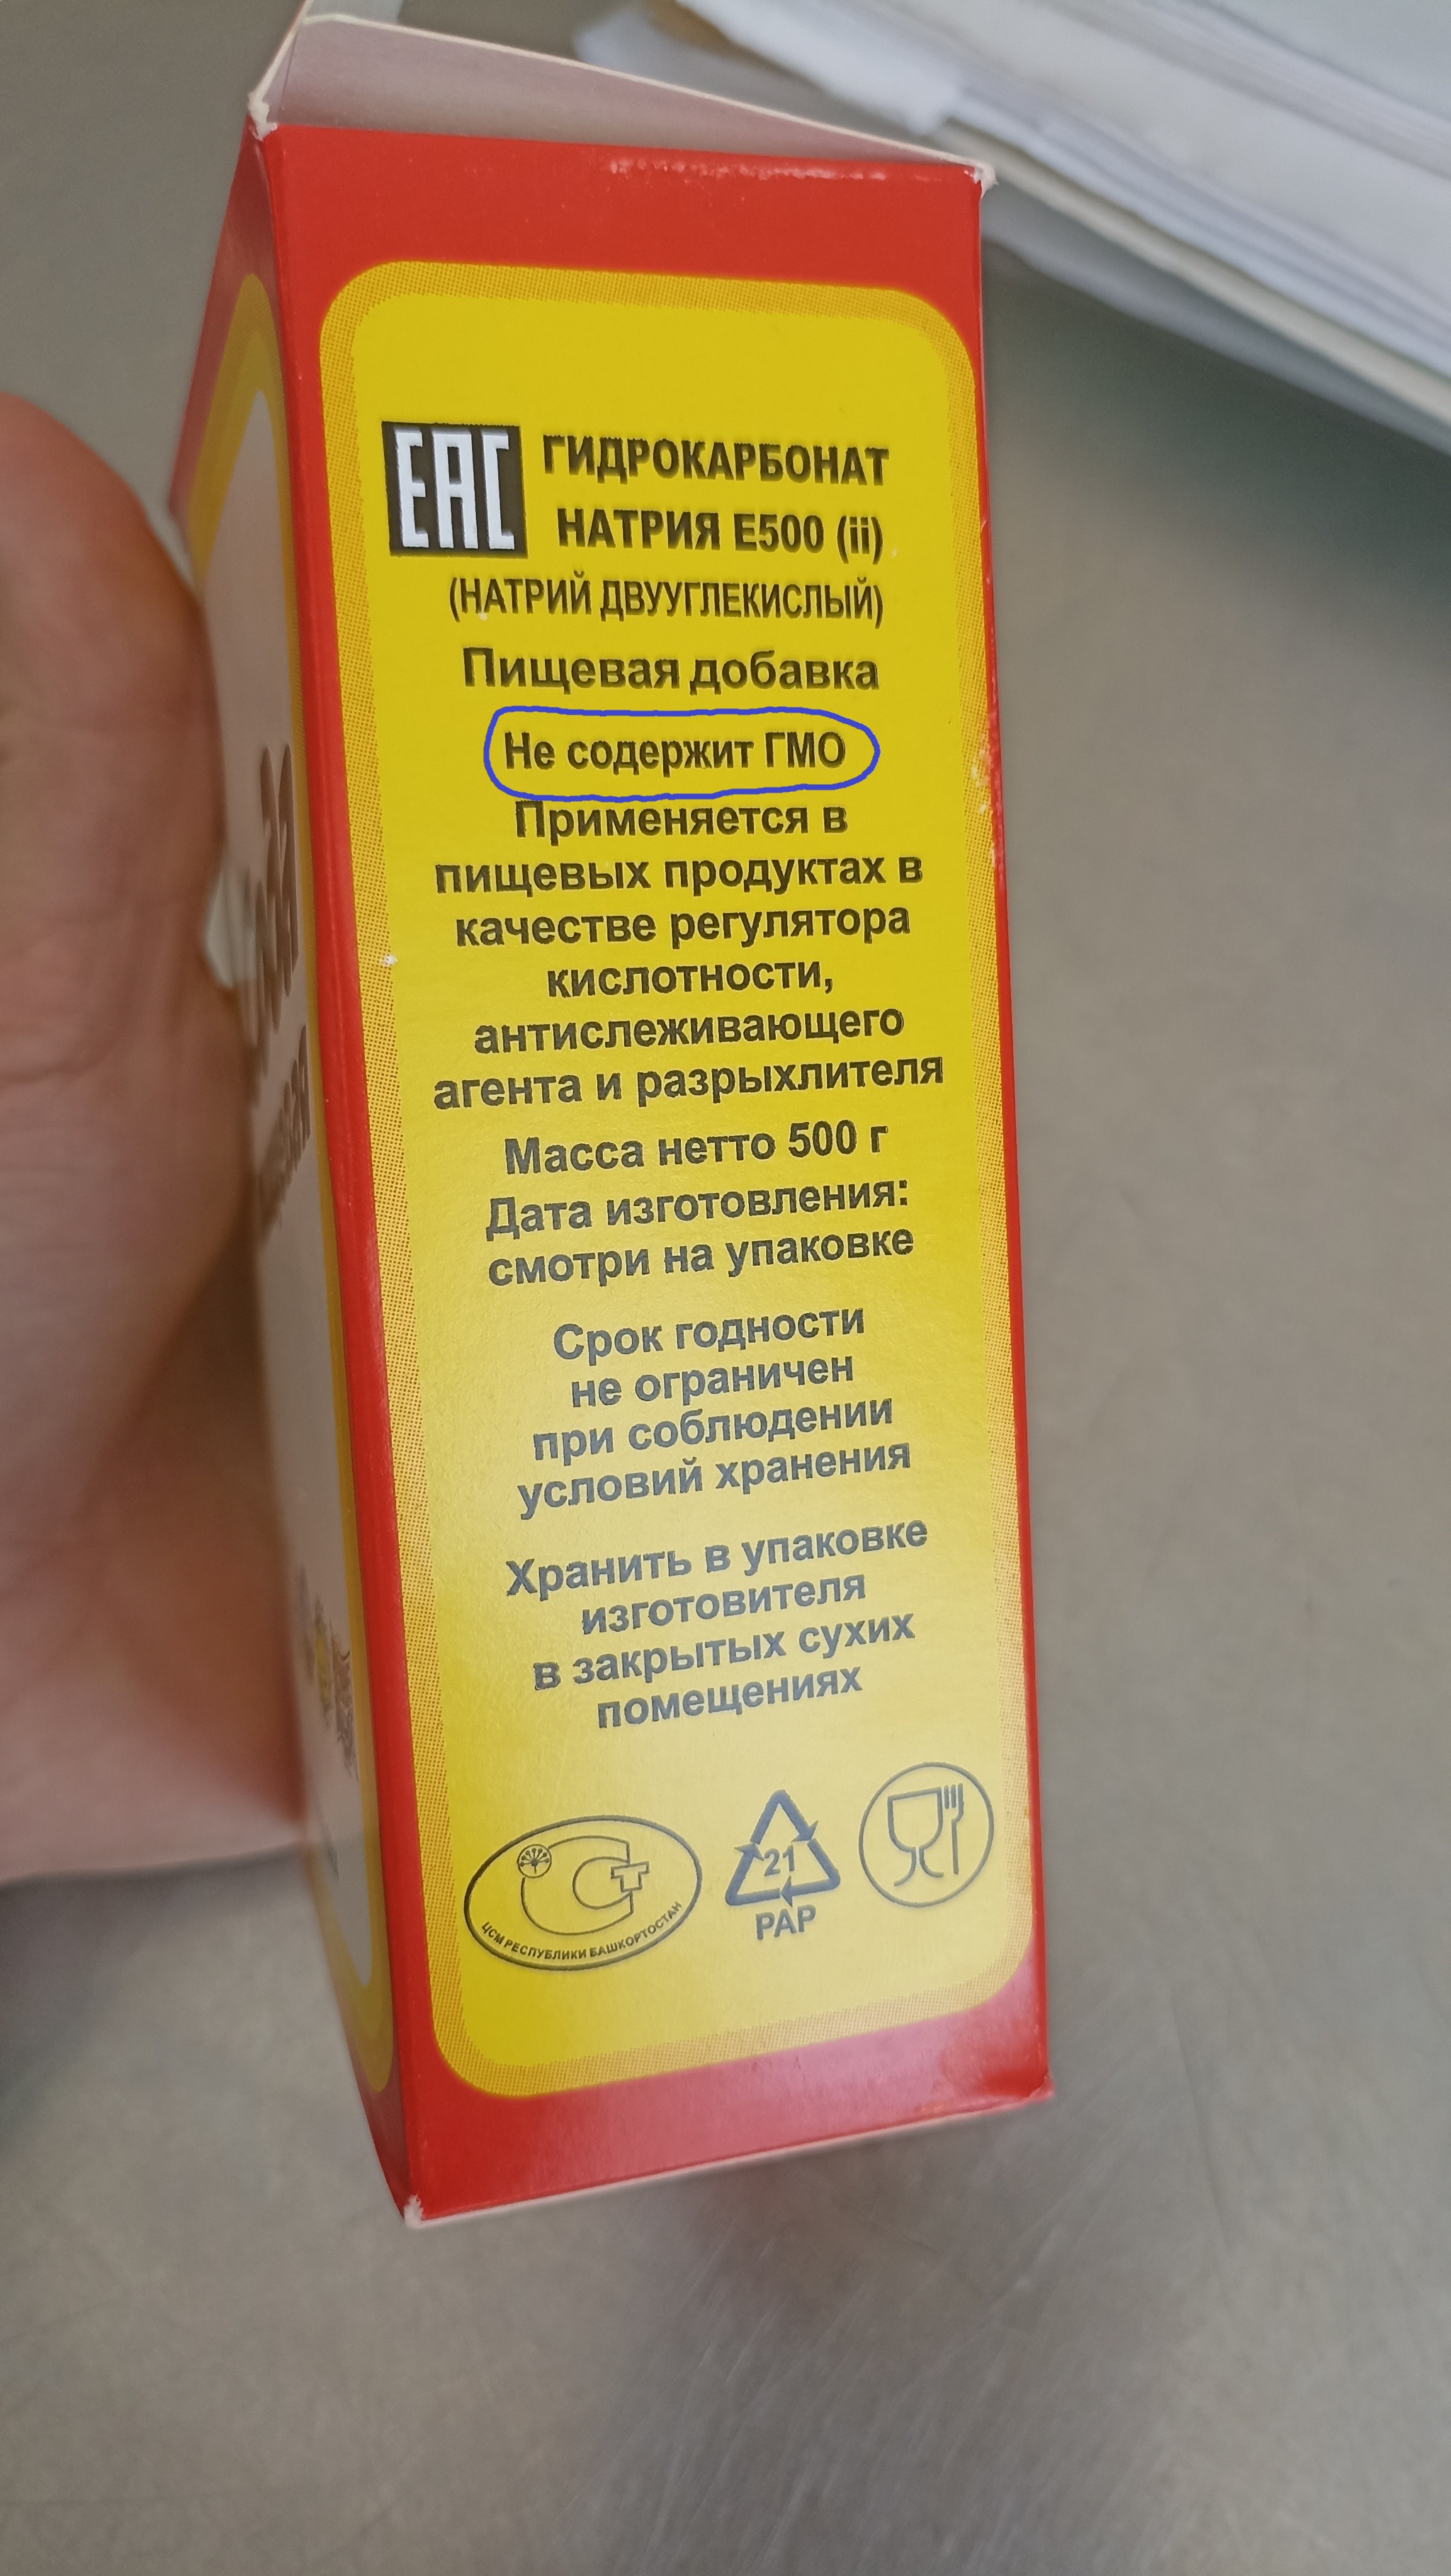 ЕАС
ГИДРОКАРБОНАТ
НАТРИЯ Е500 (ii)
(НАТРИЙ ДВУУГЛЕКИСЛЫЙ)
Пищевая добавка
Не содержит ГМО
Применяется в
пищевых продуктах в
качестве регулятора
кислотности,
антислеживающего
агента и разрыхлителя
Масса нетто 500 г
Дата изготовления:
смотри на упаковке
Срок годности
не ограничен
при соблюдении
условий хранения
Хранить в упаковке
изготовителя
в закрытых сухих
помещениях
ЦСМ РЕСПУБЛИКИ БАШКОРТОСТАН
21
PAP